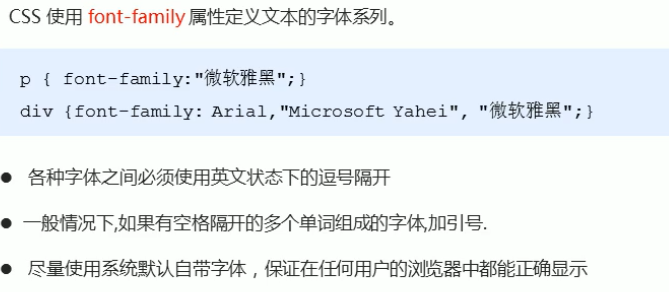 CSS 使用 font-family 属性定义文本的字体系列。
p { font-family:"微软雅黑";}
div {font-family: Arial,"Microsoft Yahei", "微软雅黑";}
● 各种字体之间必须使用英文状态下的逗号隔开
● 一般情况下,如果有空格隔开的多个单词组成的字体,加引号.
● 尽量使用系统默认自带字体，保证在任何用户的浏览器中都能正确显示